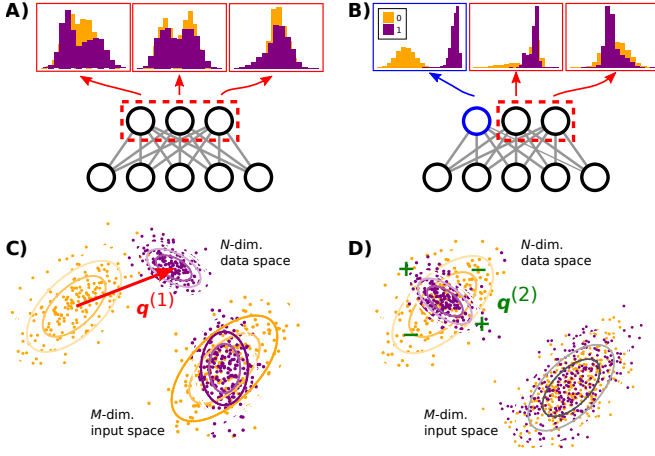 A)
B)
0
1
C)
N-dim.
data space
q(1)
M-dim.
input space
D)
N-dim.
data space
+
−
q(2)
−
+
M-dim.
input space